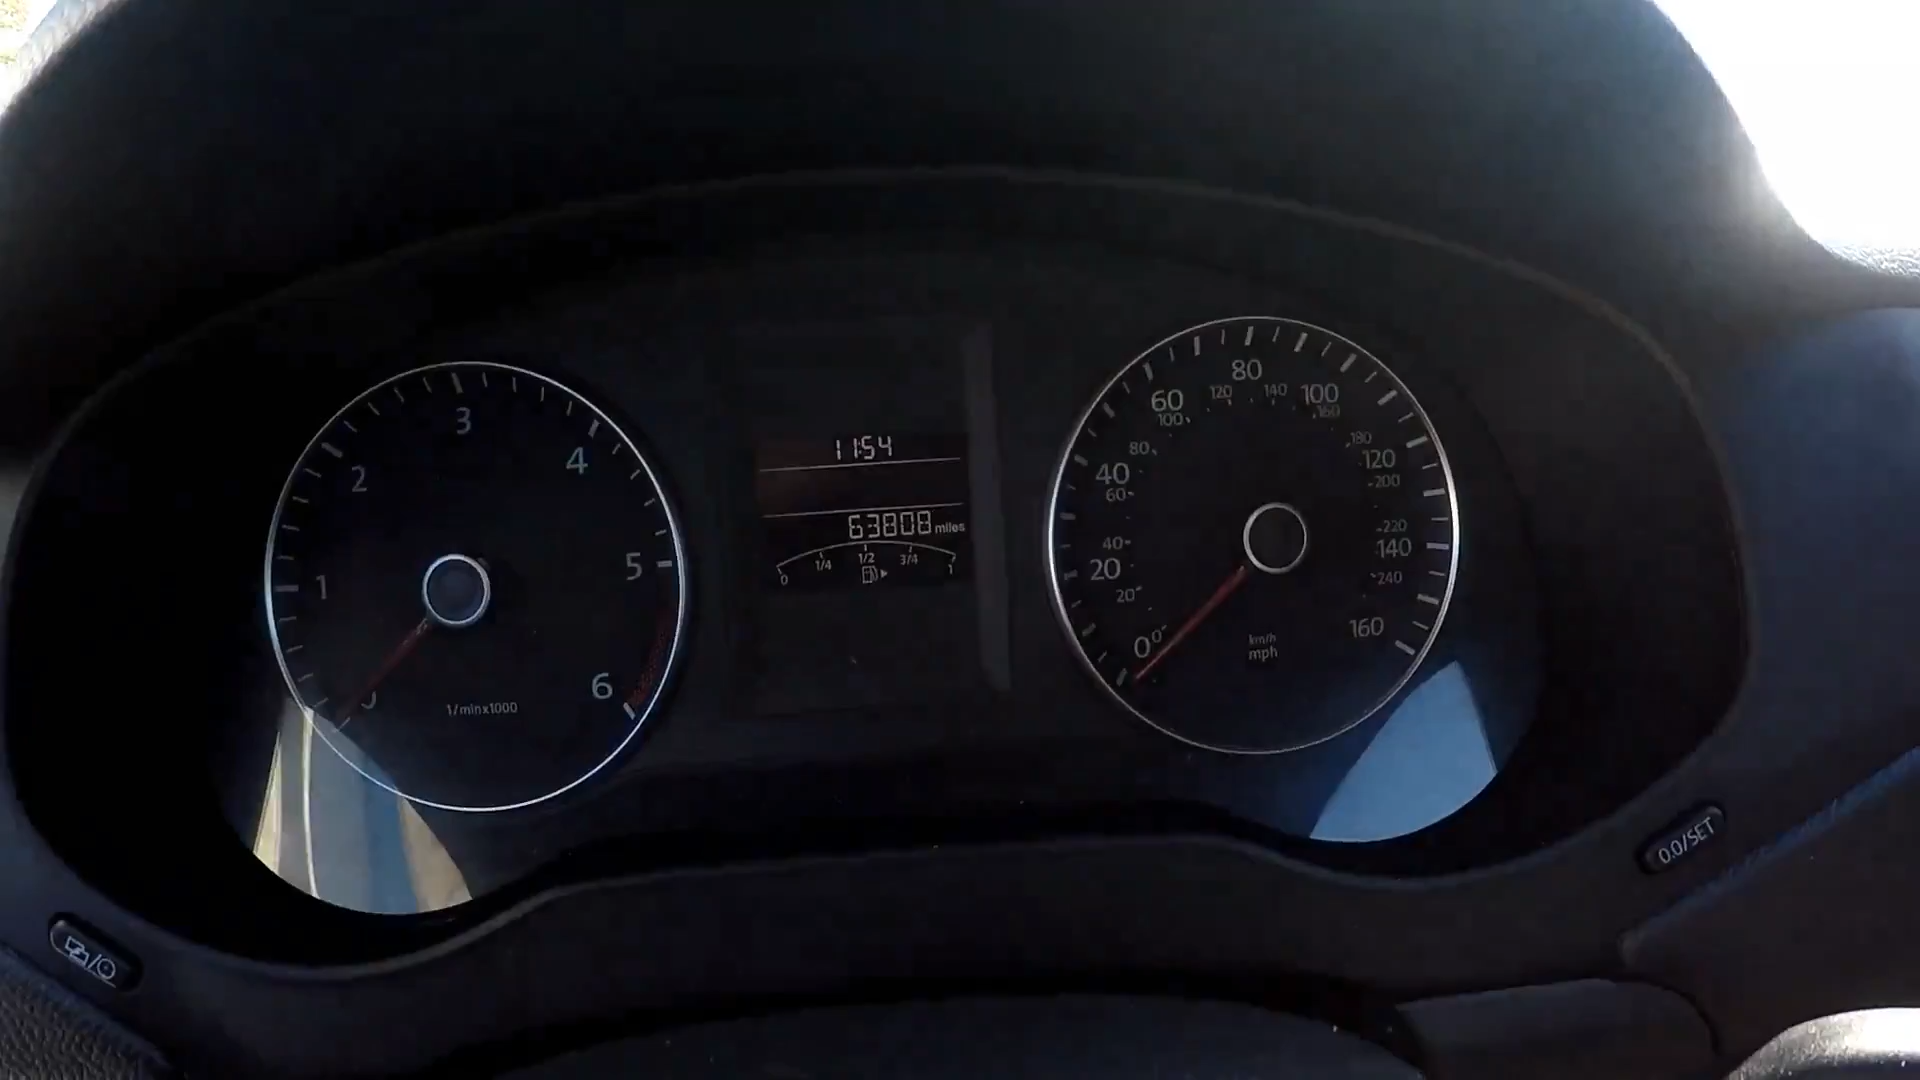 11:54
63808 miles
0 1/4 1/2 3/4 1
0 1 2 3 4 5 6
1/minx1000
0 20 40 60 80 100 120 140 160
0 20 40 60 80 100 120 140 160 180 200 220 240
km/h
mph
0.0/SET